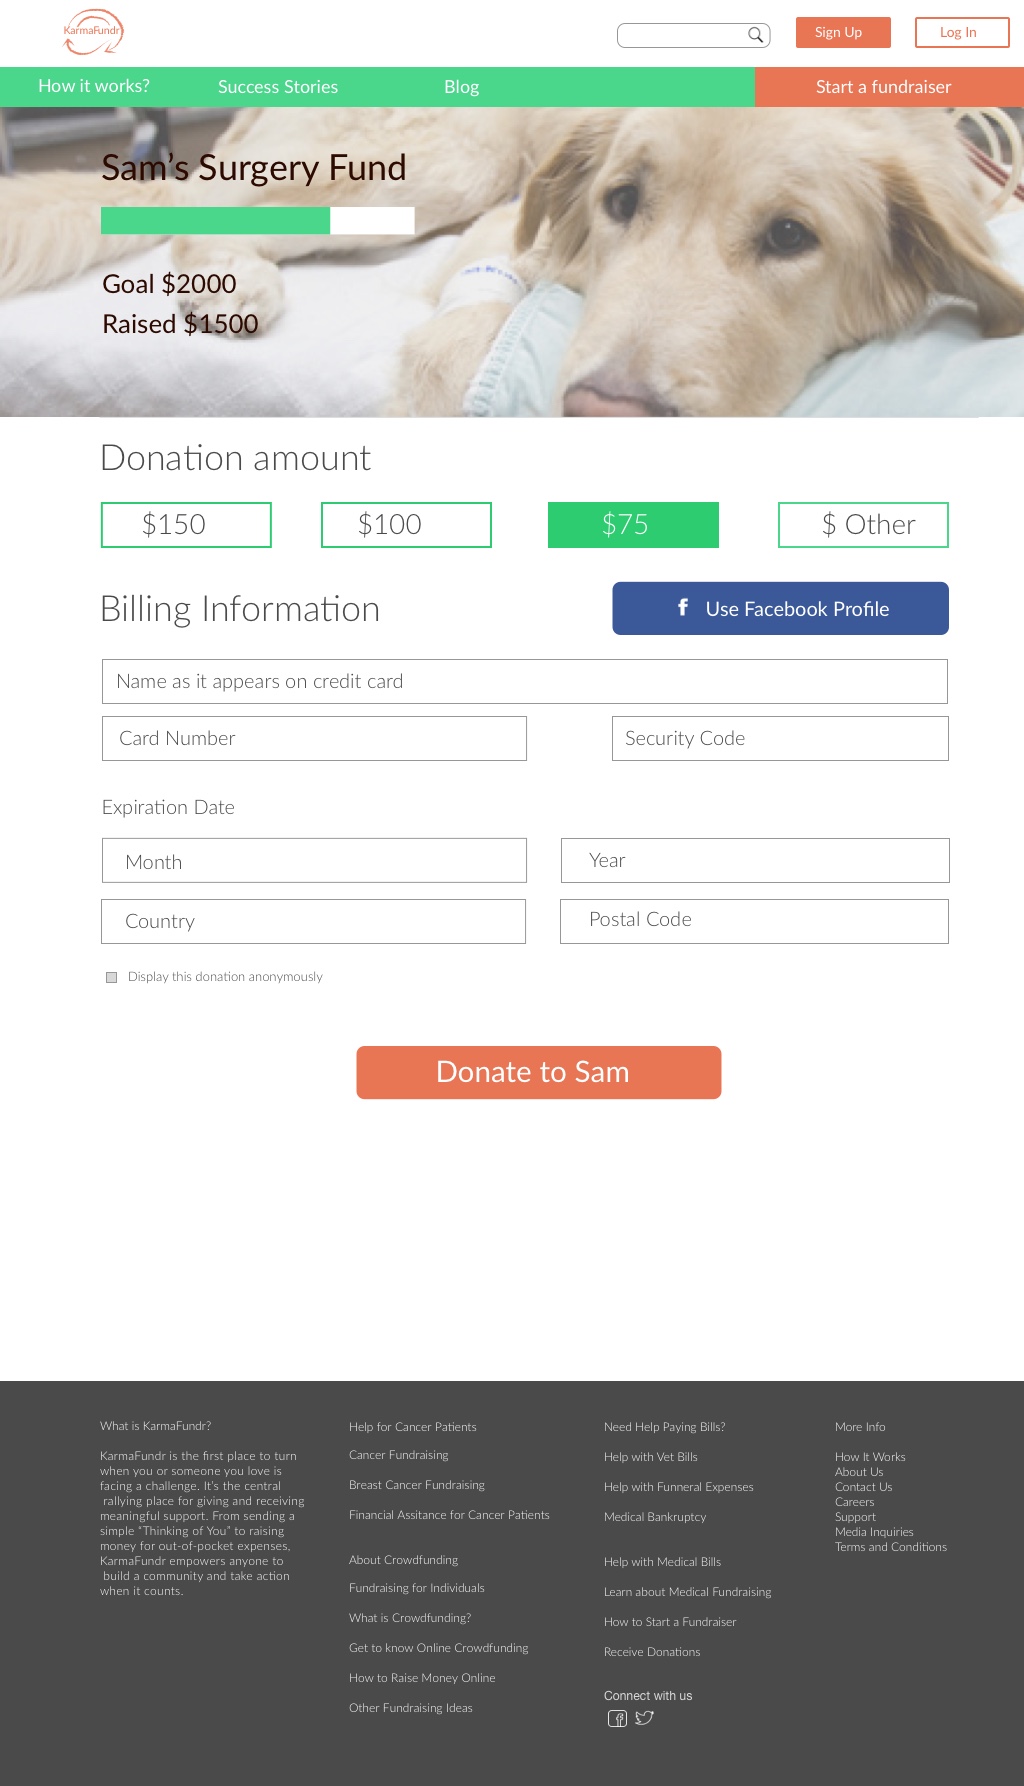 KarmaFundr
Sign Up
Log In
How it works?
Success Stories
Blog
Start a fundraiser
Sam's Surgery Fund
Goal $2000
Raised $1500
Donation amount
$150
$100
$75
$ Other
Billing Information
f Use Facebook Profile
Name as it appears on credit card
Card Number
Security Code
Expiration Date
Month
Year
Country
Postal Code
Display this donation anonymously
Donate to Sam
What is KarmaFundr?
KarmaFundr is the first place to turn
when you or someone you love is
facing a challenge. It's the central
rallying place for giving and receiving
meaningful support. From sending a
simple "Thinking of You" to raising
money for out-of-pocket expenses,
KarmaFundr empowers anyone to
build a community and take action
when it counts.
Help for Cancer Patients
Cancer Fundraising
Breast Cancer Fundraising
Financial Assitance for Cancer Patients
About Crowdfunding
Fundraising for Individuals
What is Crowdfunding?
Get to know Online Crowdfunding
How to Raise Money Online
Other Fundraising Ideas
Need Help Paying Bills?
Help with Vet Bills
Help with Funneral Expenses
Medical Bankruptcy
Help with Medical Bills
Learn about Medical Fundraising
How to Start a Fundraiser
Receive Donations
Connect with us
More Info
How It Works
About Us
Contact Us
Careers
Support
Media Inquiries
Terms and Conditions